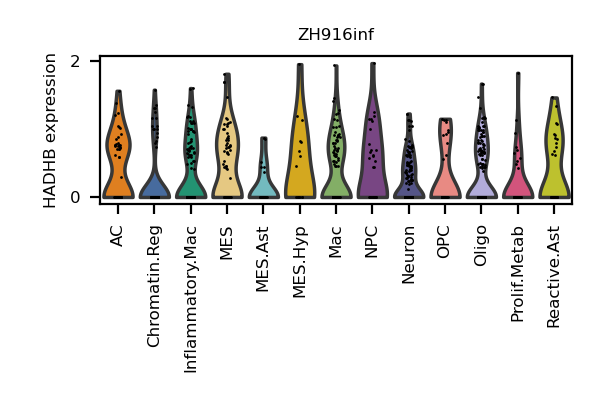 ZH916inf
HADHB expression
2
0
AC
Chromatin.Reg
Inflammatory.Mac
MES
MES.Ast
MES.Hyp
Mac
NPC
Neuron
OPC
Oligo
Prolif.Metab
Reactive.Ast